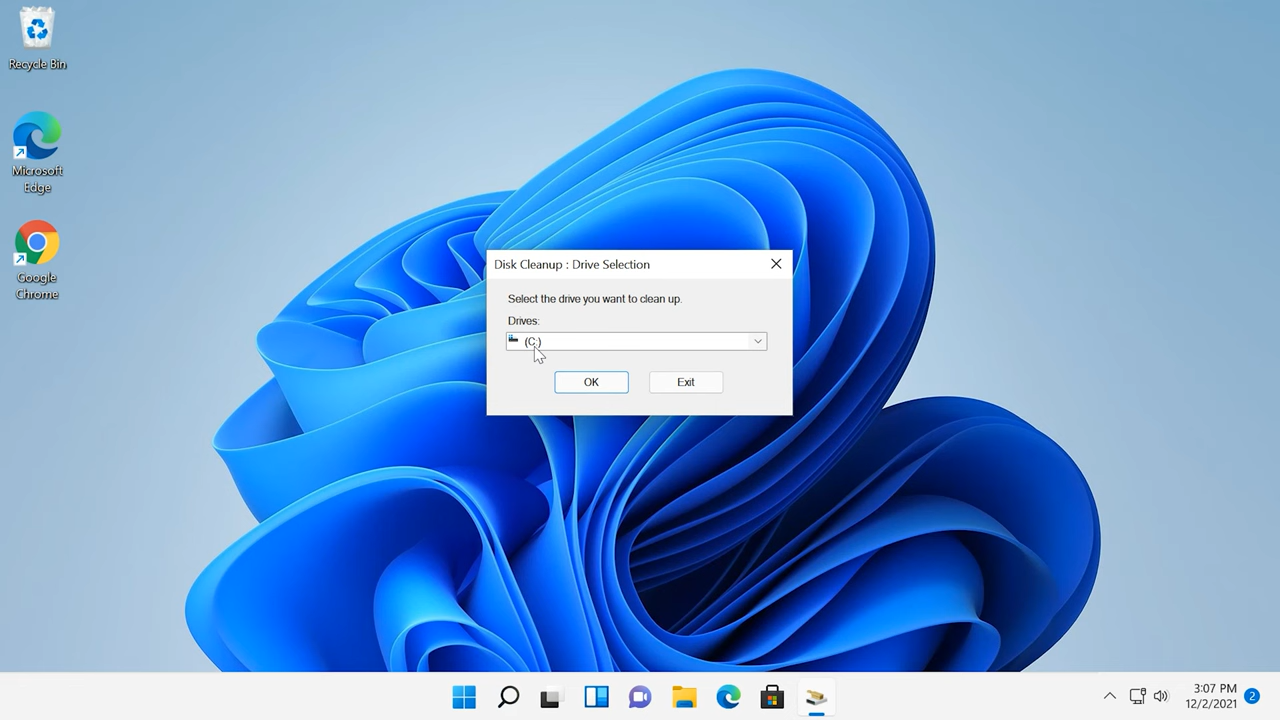 Recycle Bin
Microsoft
Edge
Google
Chrome
Disk Cleanup : Drive Selection
Select the drive you want to clean up.
Drives:
(C:)
OK
Exit
3:07 PM
12/2/2021
2